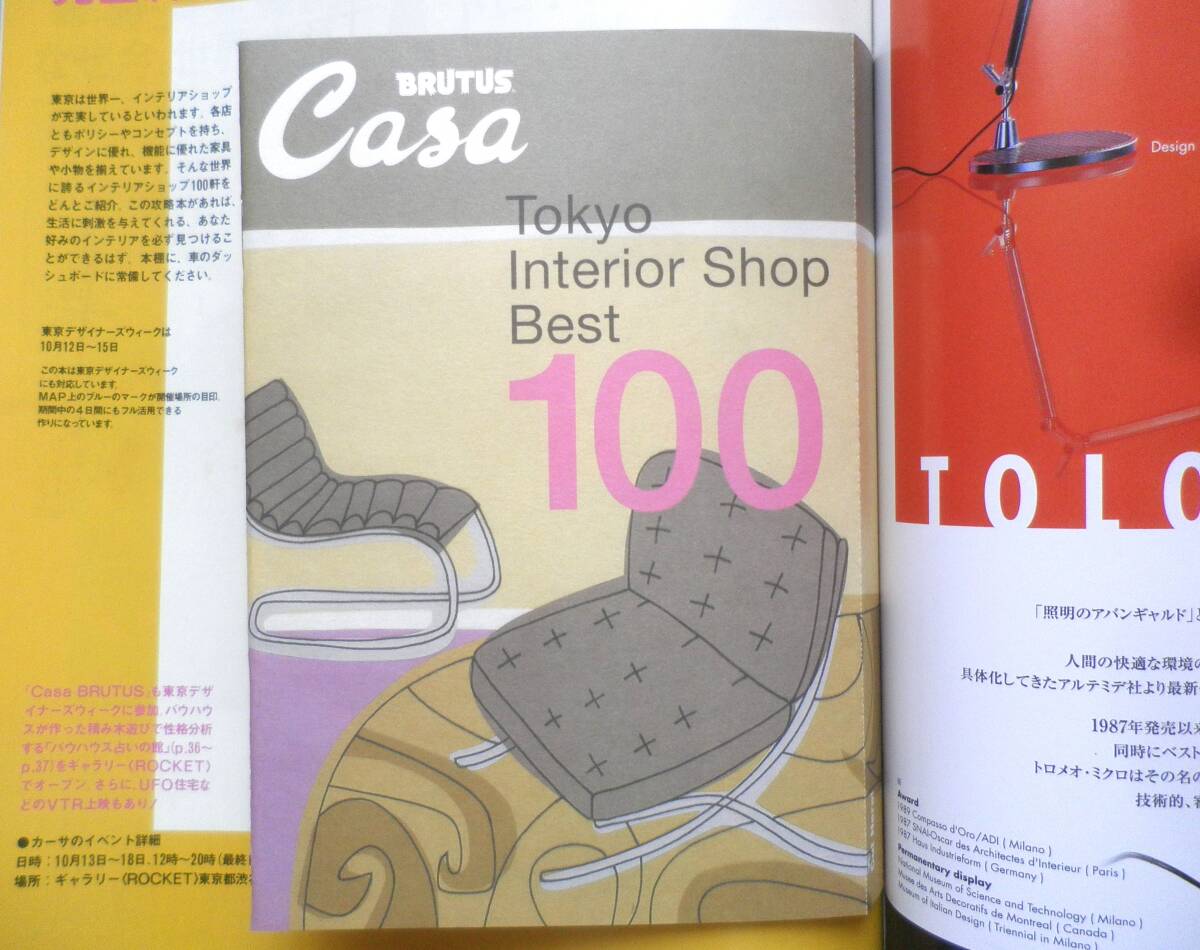 東京は世界一、インテリアショップ
が充実しているといわれます。各店
ともポリシーやコンセプトを持ち、
デザインに優れ、機能に優れた家具
や小物を揃えています。そんな世界
に誇るインテリアショップ100軒を
どんとご紹介。この攻略本があれば、
生活に刺激を与えてくれる、あなた
好みのインテリアを必ず見つけるこ
とができるはず。本棚に、車のダッ
シュボードに常備してください。
東京デザイナーズウィークは
10月12日〜15日
この本は東京デザイナーズウィーク
にも対応しています。
MAP上のブルーのマークが開催場所の目印。
期間中の4日間にもフル活用できる
作りになっています。
「Casa BRUTUS」も東京デザ
イナーズウィークに参加。バウハウ
スが作った積み木遊びで性格分析
する「バウハウス占いの館」(p.36〜
p.37)をギャラリー〈ROCKET〉
でオープン。さらに、UFO住宅な
どのVTR上映もあり!
●カーサのイベント詳細
日時:10月13日〜18日、12時〜20時(最終
場所:ギャラリー〈ROCKET〉東京都渋
BRUTUS
Casa
Tokyo
Interior Shop
Best
100
Design
TOLO
「照明のアバンギャルド」と
人間の快適な環境の
具体化してきたアルテミデ社より最新
1987年発売以来
同時にベスト
トロメオ・ミクロはその名の
技術的、審
Award
1989 Compasso d'Oro/ADI ( Milano )
1987 SNAI-Oscar des Architectes d'Interieur ( Paris )
1987 Haus Industrieform ( Germany )
Permanentary display
National Museum of Science and Technology ( Milano )
Musee des Arts Decoratifs de Montreal ( Canada )
Museum of Italian Design ( Triennial in Milano )